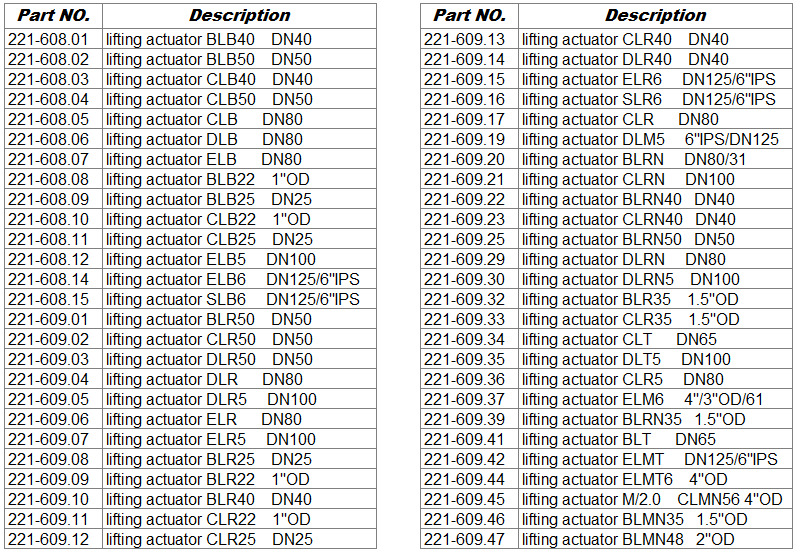 Part NO. Description
221-608.01 lifting actuator BLB40 DN40
221-608.02 lifting actuator BLB50 DN50
221-608.03 lifting actuator CLB40 DN40
221-608.04 lifting actuator CLB50 DN50
221-608.05 lifting actuator CLB DN80
221-608.06 lifting actuator DLB DN80
221-608.07 lifting actuator ELB DN80
221-608.08 lifting actuator BLB22 1"OD
221-608.09 lifting actuator BLB25 DN25
221-608.10 lifting actuator CLB22 1"OD
221-608.11 lifting actuator CLB25 DN25
221-608.12 lifting actuator ELB5 DN100
221-608.14 lifting actuator ELB6 DN125/6"IPS
221-608.15 lifting actuator SLB6 DN125/6"IPS
221-609.01 lifting actuator BLR50 DN50
221-609.02 lifting actuator CLR50 DN50
221-609.03 lifting actuator DLR50 DN50
221-609.04 lifting actuator DLR DN80
221-609.05 lifting actuator DLR5 DN100
221-609.06 lifting actuator ELR DN80
221-609.07 lifting actuator ELR5 DN100
221-609.08 lifting actuator BLR25 DN25
221-609.09 lifting actuator BLR22 1"OD
221-609.10 lifting actuator BLR40 DN40
221-609.11 lifting actuator CLR22 1"OD
221-609.12 lifting actuator CLR25 DN25
Part NO. Description
221-609.13 lifting actuator CLR40 DN40
221-609.14 lifting actuator DLR40 DN40
221-609.15 lifting actuator ELR6 DN125/6"IPS
221-609.16 lifting actuator SLR6 DN125/6"IPS
221-609.17 lifting actuator CLR DN80
221-609.19 lifting actuator DLM5 6"IPS/DN125
221-609.20 lifting actuator BLRN DN80/31
221-609.21 lifting actuator CLRN DN100
221-609.22 lifting actuator BLRN40 DN40
221-609.23 lifting actuator CLRN40 DN40
221-609.25 lifting actuator BLRN50 DN50
221-609.29 lifting actuator DLRN DN80
221-609.30 lifting actuator DLRN5 DN100
221-609.32 lifting actuator BLR35 1.5"OD
221-609.33 lifting actuator CLR35 1.5"OD
221-609.34 lifting actuator CLT DN65
221-609.35 lifting actuator DLT5 DN100
221-609.36 lifting actuator CLR5 DN80
221-609.37 lifting actuator ELM6 4"/3"OD/61
221-609.39 lifting actuator BLRN35 1.5"OD
221-609.41 lifting actuator BLT DN65
221-609.42 lifting actuator ELMT DN125/6"IPS
221-609.44 lifting actuator ELMT6 4"OD
221-609.45 lifting actuator M/2.0 CLMN56 4"OD
221-609.46 lifting actuator BLMN35 1.5"OD
221-609.47 lifting actuator BLMN48 2"OD